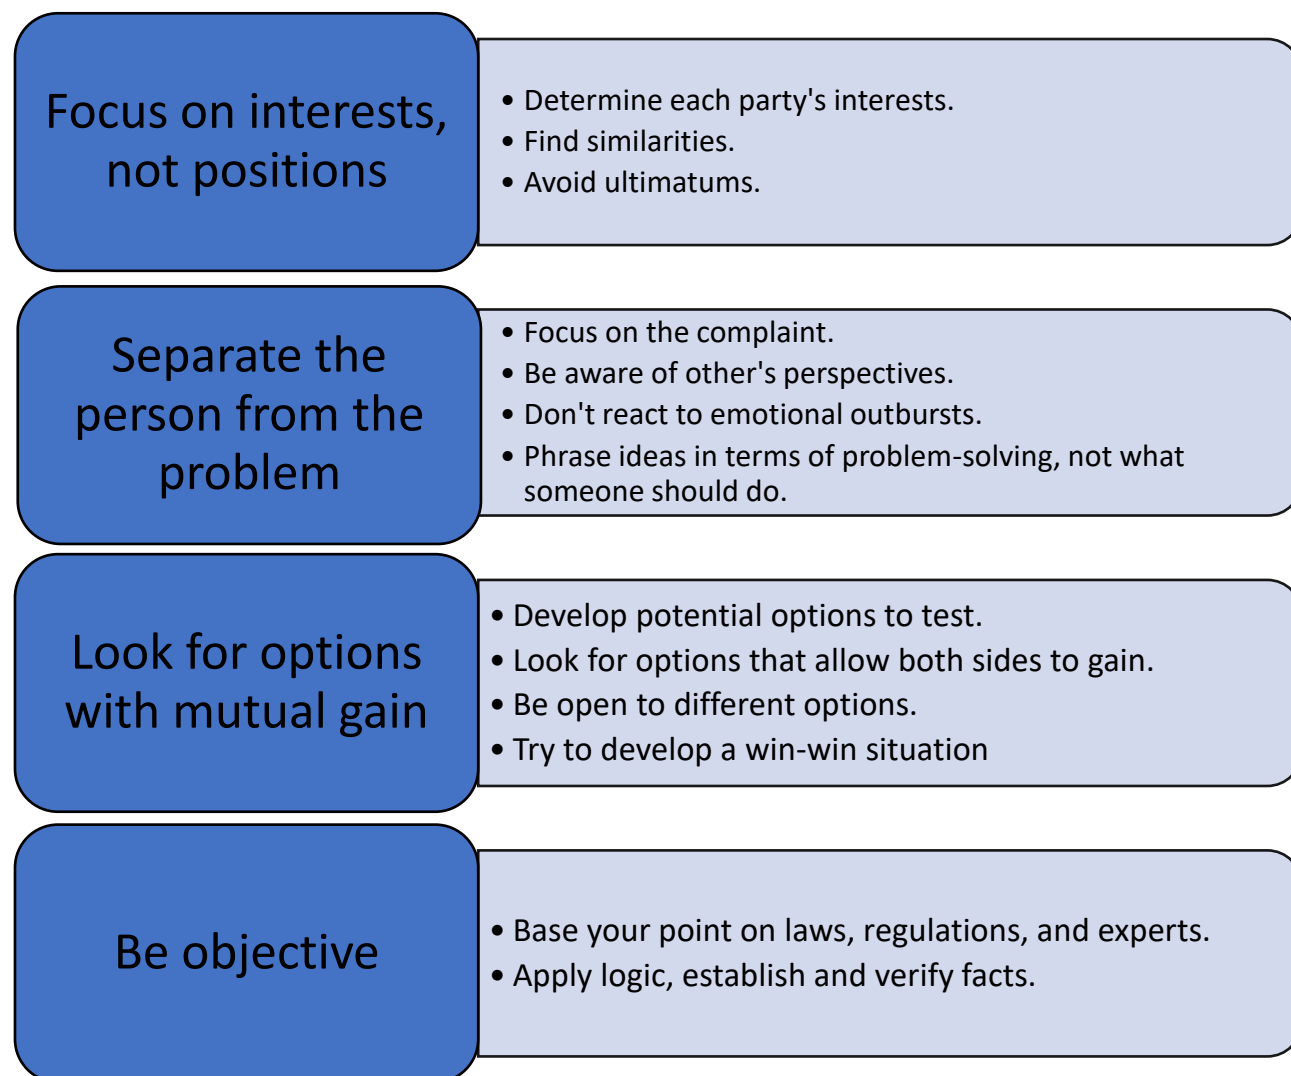 Focus on interests,
not positions
• Determine each party's interests.
• Find similarities.
• Avoid ultimatums.
Separate the
person from the
problem
• Focus on the complaint.
• Be aware of other's perspectives.
• Don't react to emotional outbursts.
• Phrase ideas in terms of problem-solving, not what
someone should do.
Look for options
with mutual gain
• Develop potential options to test.
• Look for options that allow both sides to gain.
• Be open to different options.
• Try to develop a win-win situation
Be objective
• Base your point on laws, regulations, and experts.
• Apply logic, establish and verify facts.